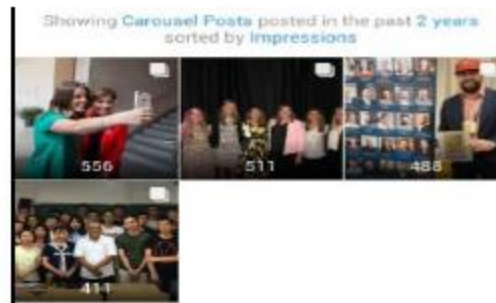 Showing Carousel Posts posted in the past 2 years
sorted by Impressions
556
511
488
411